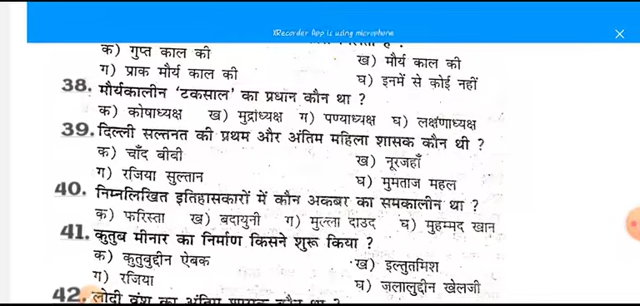 XRecorder App is using microphone
क) गुप्त काल की ख) मौर्य काल की
ग) प्राक मौर्य काल की घ) इनमें से कोई नहीं
38. मौर्यकालीन ‘टकसाल’ का प्रधान कौन था ?
क) कोषाध्यक्ष ख) मुद्राध्यक्ष ग) पण्याध्यक्ष घ) लक्षणाध्यक्ष
39. दिल्ली सल्तनत की प्रथम और अंतिम महिला शासक कौन थी ?
क) चाँद बीबी ख) नूरजहाँ
ग) रजिया सुल्तान घ) मुमताज महल
40. निम्नलिखित इतिहासकारों में कौन अकबर का समकालीन था ?
क) फरिस्ता ख) बदायुनी ग) मुल्ला दाउद घ) मुहम्मद खान
41. कुतुब मीनार का निर्माण किसने शुरू किया ?
क) कुतुबुद्दीन ऐबक ख) इल्तुतमिश
ग) रजिया घ) जलालुद्दीन खेलजी
42. लोदी वंश का अंतिम शासक कौन था ?